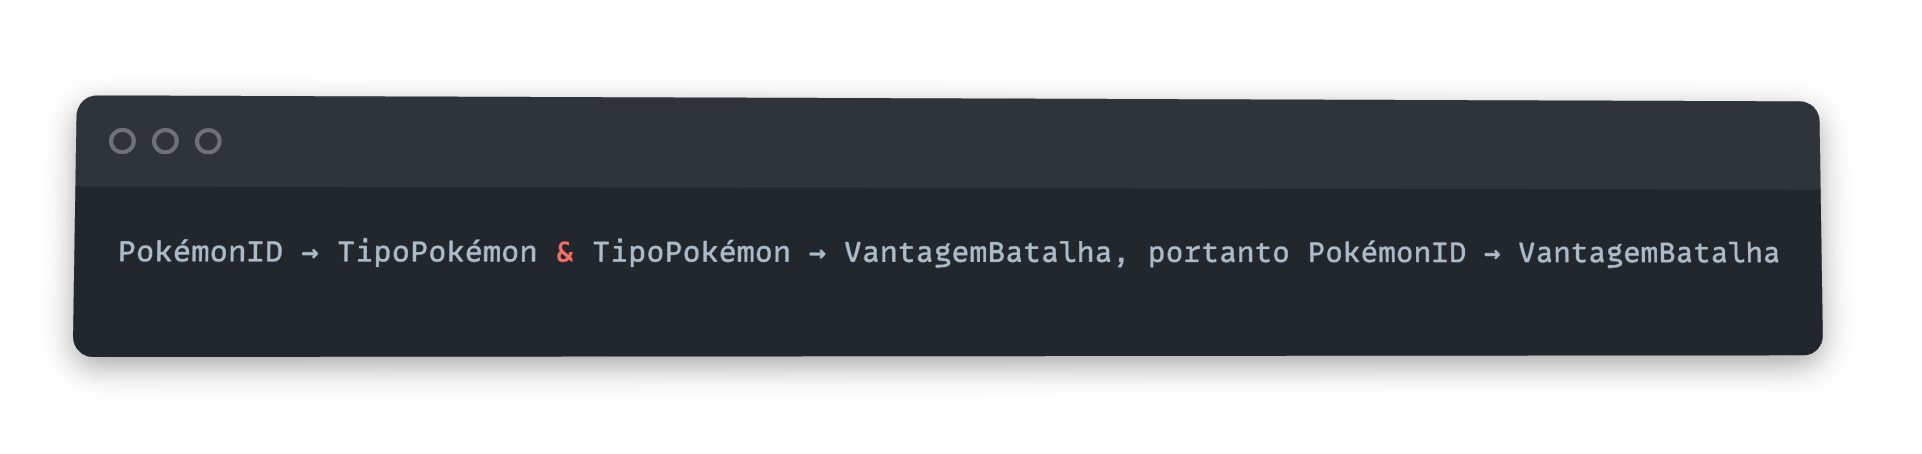 PokémonID → TipoPokémon & TipoPokémon → VantagemBatalha, portanto PokémonID → VantagemBatalha